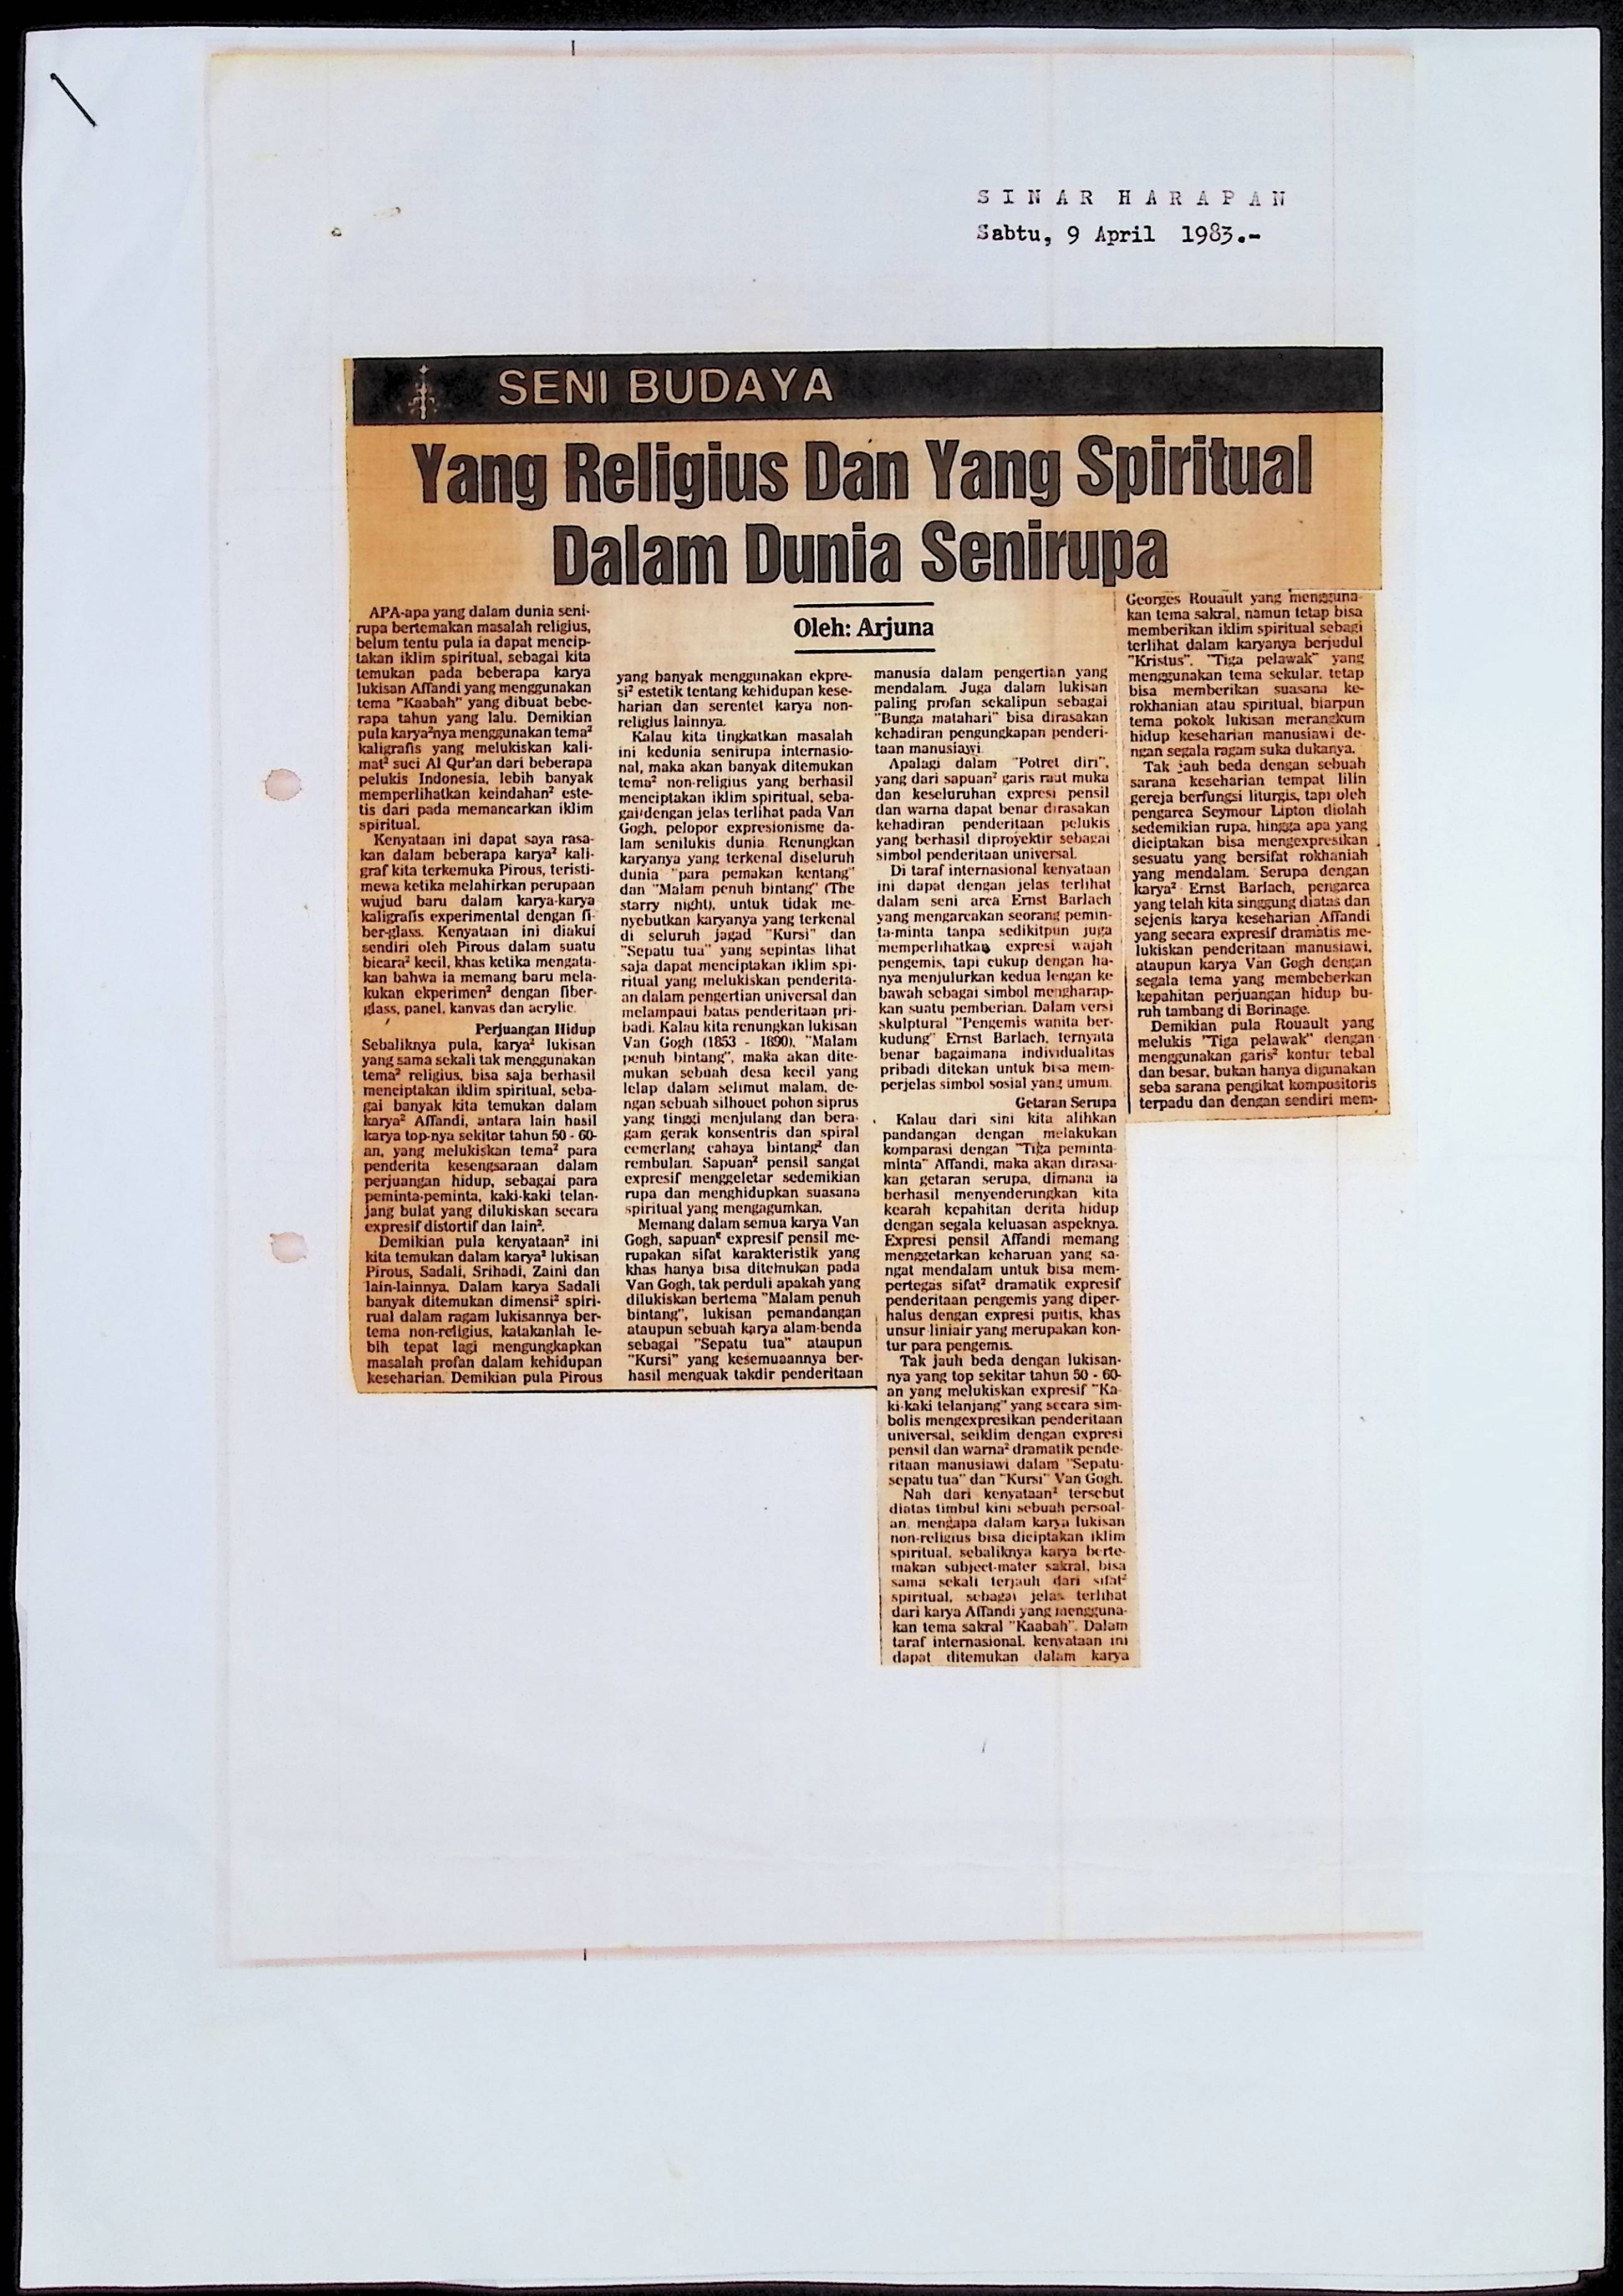 SINAR HARAPAN
Sabtu, 9 April 1983.-
SENI BUDAYA
Yang Religius Dan Yang Spiritual
Dalam Dunia Senirupa
Oleh: Arjuna
APA-apa yang dalam dunia seni-
rupa bertemakan masalah religius,
belum tentu pula ia dapat mencip-
takan iklim spiritual, sebagai kita
temukan pada beberapa karya
lukisan Affandi yang menggunakan
tema "Kaabah" yang dibuat bebe-
rapa tahun yang lalu. Demikian
pula karya²nya menggunakan tema²
kaligrafis yang melukiskan kali-
mat² suci Al Qur'an dari beberapa
pelukis Indonesia, lebih banyak
memperlihatkan keindahan² este-
tis dari pada memancarkan iklim
spiritual.
Kenyataan ini dapat saya rasa-
kan dalam beberapa karya² kali-
graf kita terkemuka Pirous, teristi-
mewa ketika melahirkan perupaan
wujud baru dalam karya-karya
kaligrafis experimental dengan fi-
ber-glass. Kenyataan ini diakui
sendiri oleh Pirous dalam suatu
bicara² kecil, khas ketika mengata-
kan bahwa ia memang baru mela-
kukan ekperimen² dengan fiber-
glass, panel, kanvas dan acrylic.
Perjuangan Hidup
Sebaliknya pula, karya² lukisan
yang sama sekali tak menggunakan
tema² religius, bisa saja berhasil
menciptakan iklim spiritual, seba-
gai banyak kita temukan dalam
karya² Affandi, antara lain hasil
karya top-nya sekitar tahun 50 - 60-
an, yang melukiskan tema² para
penderita kesengsaraan dalam
perjuangan hidup, sebagai para
peminta-peminta, kaki-kaki telan-
jang bulat yang dilukiskan secara
expresif distortif dan lain².
Demikian pula kenyataan² ini
kita temukan dalam karya² lukisan
Pirous, Sadali, Srihadi, Zaini dan
lain-lainnya. Dalam karya Sadali
banyak ditemukan dimensi² spiri-
rual dalam ragam lukisannya ber-
tema non-religius, katakanlah le-
bih tepat lagi mengungkapkan
masalah profan dalam kehidupan
keseharian. Demikian pula Pirous
yang banyak menggunakan ekpre-
si² estetik tentang kehidupan kese-
harian dan serentet karya non-
religius lainnya.
Kalau kita tingkatkan masalah
ini kedunia senirupa internasio-
nal, maka akan banyak ditemukan
tema² non-religius yang berhasil
menciptakan iklim spiritual, seba-
gai dengan jelas terlihat pada Van
Gogh, pelopor expresionisme da-
lam senilukis dunia. Renungkan
karyanya yang terkenal diseluruh
dunia "para pemakan kentang"
dan "Malam penuh bintang" (The
starry night), untuk tidak me-
nyebutkan karyanya yang terkenal
di seluruh jagad "Kursi" dan
"Sepatu tua" yang sepintas lihat
saja dapat menciptakan iklim spi-
ritual yang melukiskan penderita-
an dalam pengertian universal dan
melampaui batas penderitaan pri-
badi. Kalau kita renungkan lukisan
Van Gogh (1853 - 1890), "Malam
penuh bintang", maka akan dite-
mukan sebuah desa kecil yang
lelap dalam selimut malam, de-
ngan sebuah silhouet pohon siprus
yang tinggi menjulang dan bera-
gam gerak konsentris dan spiral
cemerlang cahaya bintang² dan
rembulan. Sapuan² pensil sangat
expresif menggeletar sedemikian
rupa dan menghidupkan suasana
spiritual yang mengagumkan.
Memang dalam semua karya Van
Gogh, sapuan² expresif pensil me-
rupakan sifat karakteristik yang
khas hanya bisa ditemukan pada
Van Gogh, tak perduli apakah yang
dilukiskan bertema "Malam penuh
bintang", lukisan pemandangan
ataupun sebuah karya alam-benda
sebagai "Sepatu tua" ataupun
"Kursi" yang kesemuaannya ber-
hasil menguak takdir penderitaan
manusia dalam pengertian yang
mendalam. Juga dalam lukisan
paling profan sekalipun sebagai
"Bunga matahari" bisa dirasakan
kehadiran pengungkapan penderi-
taan manusiawi.
Apalagi dalam "Potret diri",
yang dari sapuan² garis raut muka
dan keseluruhan expresi pensil
dan warna dapat benar dirasakan
kehadiran penderitaan pelukis
yang berhasil diproyektir sebagai
simbol penderitaan universal.
Di taraf internasional kenyataan
ini dapat dengan jelas terlihat
dalam seni arca Ernst Barlach
yang mengarcakan seorang pemin-
ta-minta tanpa sedikitpun juga
memperlihatkan expresi wajah
pengemis, tapi cukup dengan ha-
nya menjulurkan kedua lengan ke
bawah sebagai simbol mengharap-
kan suatu pemberian. Dalam versi
skulptural "Pengemis wanita ber-
kudung" Ernst Barlach, ternyata
benar bagaimana individualitas
pribadi ditekan untuk bisa mem-
perjelas simbol sosial yang umum.
Getaran Serupa
Kalau dari sini kita alihkan
pandangan dengan melakukan
komparasi dengan "Tiga peminta-
minta" Affandi, maka akan dirasa-
kan getaran serupa, dimana ia
berhasil menyenderungkan kita
kearah kepahitan derita hidup
dengan segala keluasan aspeknya.
Expresi pensil Affandi memang
menggetarkan keharuan yang sa-
ngat mendalam untuk bisa mem-
pertegas sifat² dramatik expresif
penderitaan pengemis yang diper-
halus dengan expresi puitis, khas
unsur liniair yang merupakan kon-
tur para pengemis.
Tak jauh beda dengan lukisan-
nya yang top sekitar tahun 50 - 60-
an yang melukiskan expresif "Ka-
ki-kaki telanjang" yang secara sim-
bolis mengexpresikan penderitaan
universal, seiklim dengan expresi
pensil dan warna² dramatik pende-
ritaan manusiawi dalam "Sepatu-
sepatu tua" dan "Kursi" Van Gogh.
Nah dari kenyataan² tersebut
diatas timbul kini sebuah persoal-
an, mengapa dalam karya lukisan
non-religius bisa diciptakan iklim
spiritual, sebaliknya karya berte-
makan subject-mater sakral, bisa
sama sekali terjauh dari sifat²
spiritual, sebagai jelas terlihat
dari karya Affandi yang mengguna-
kan tema sakral "Kaabah". Dalam
taraf internasional, kenyataan ini
dapat ditemukan dalam karya
Georges Rouault yang mengguna-
kan tema sakral, namun tetap bisa
memberikan iklim spiritual sebagi
terlihat dalam karyanya berjudul
"Kristus". "Tiga pelawak" yang
menggunakan tema sekular, tetap
bisa memberikan suasana ke-
rokhanian atau spiritual, biarpun
tema pokok lukisan merangkum
hidup keseharian manusiawi de-
ngan segala ragam suka dukanya.
Tak jauh beda dengan sebuah
sarana keseharian tempat lilin
gereja berfungsi liturgis, tapi oleh
pengarca Seymour Lipton diolah
sedemikian rupa, hingga apa yang
diciptakan bisa mengexpresikan
sesuatu yang bersifat rokhaniah
yang mendalam. Serupa dengan
karya² Ernst Barlach, pengarca
yang telah kita singgung diatas dan
sejenis karya keseharian Affandi
yang secara expresif dramatis me-
lukiskan penderitaan manusiawi,
ataupun karya Van Gogh dengan
segala tema yang membeberkan
kepahitan perjuangan hidup bu-
ruh tambang di Borinage.
Demikian pula Rouault yang
melukis "Tiga pelawak" dengan
menggunakan garis² kontur tebal
dan besar, bukan hanya digunakan
seba sarana pengikat kompositoris
terpadu dan dengan sendiri mem-